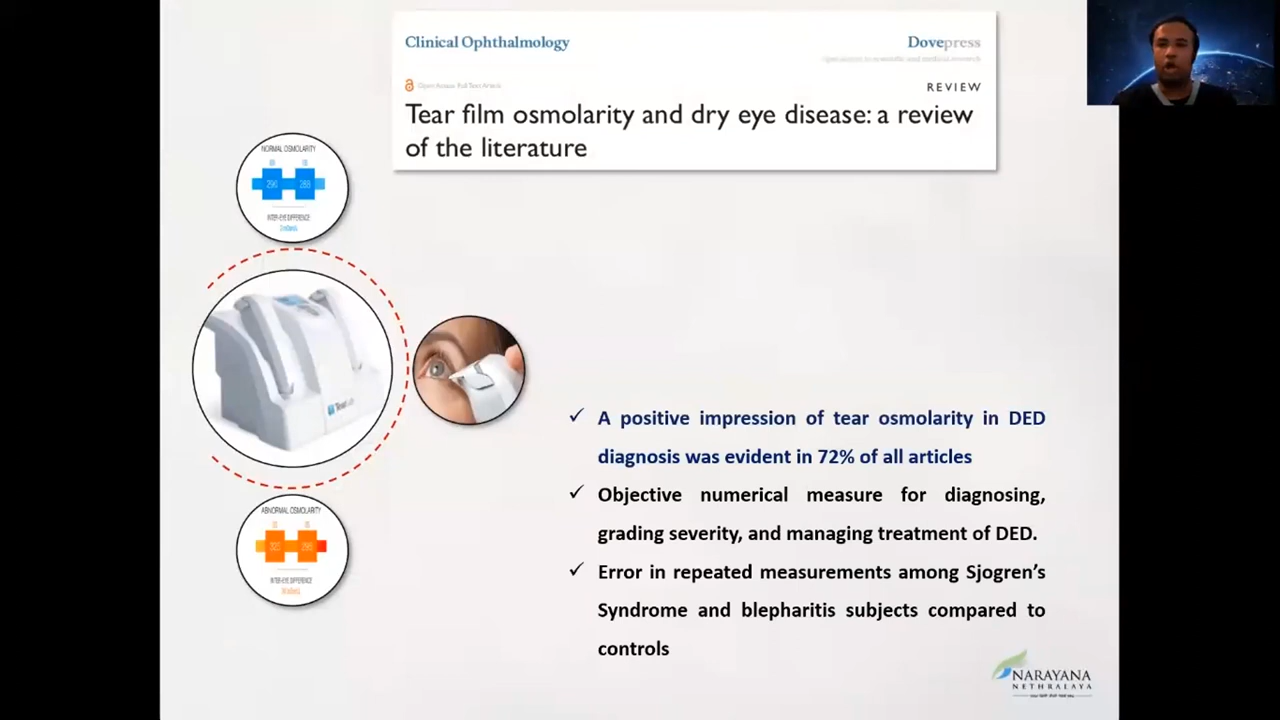 Clinical Ophthalmology
Dovepress
Open Access Full Text Article
REVIEW
Tear film osmolarity and dry eye disease: a review
of the literature
NORMAL OSMOLARITY
INTER-EYE DIFFERENCE
ABNORMAL OSMOLARITY
INTER-EYE DIFFERENCE
✓ A positive impression of tear osmolarity in DED
diagnosis was evident in 72% of all articles
✓ Objective numerical measure for diagnosing,
grading severity, and managing treatment of DED.
✓ Error in repeated measurements among Sjogren's
Syndrome and blepharitis subjects compared to
controls
NARAYANA
NETHRALAYA